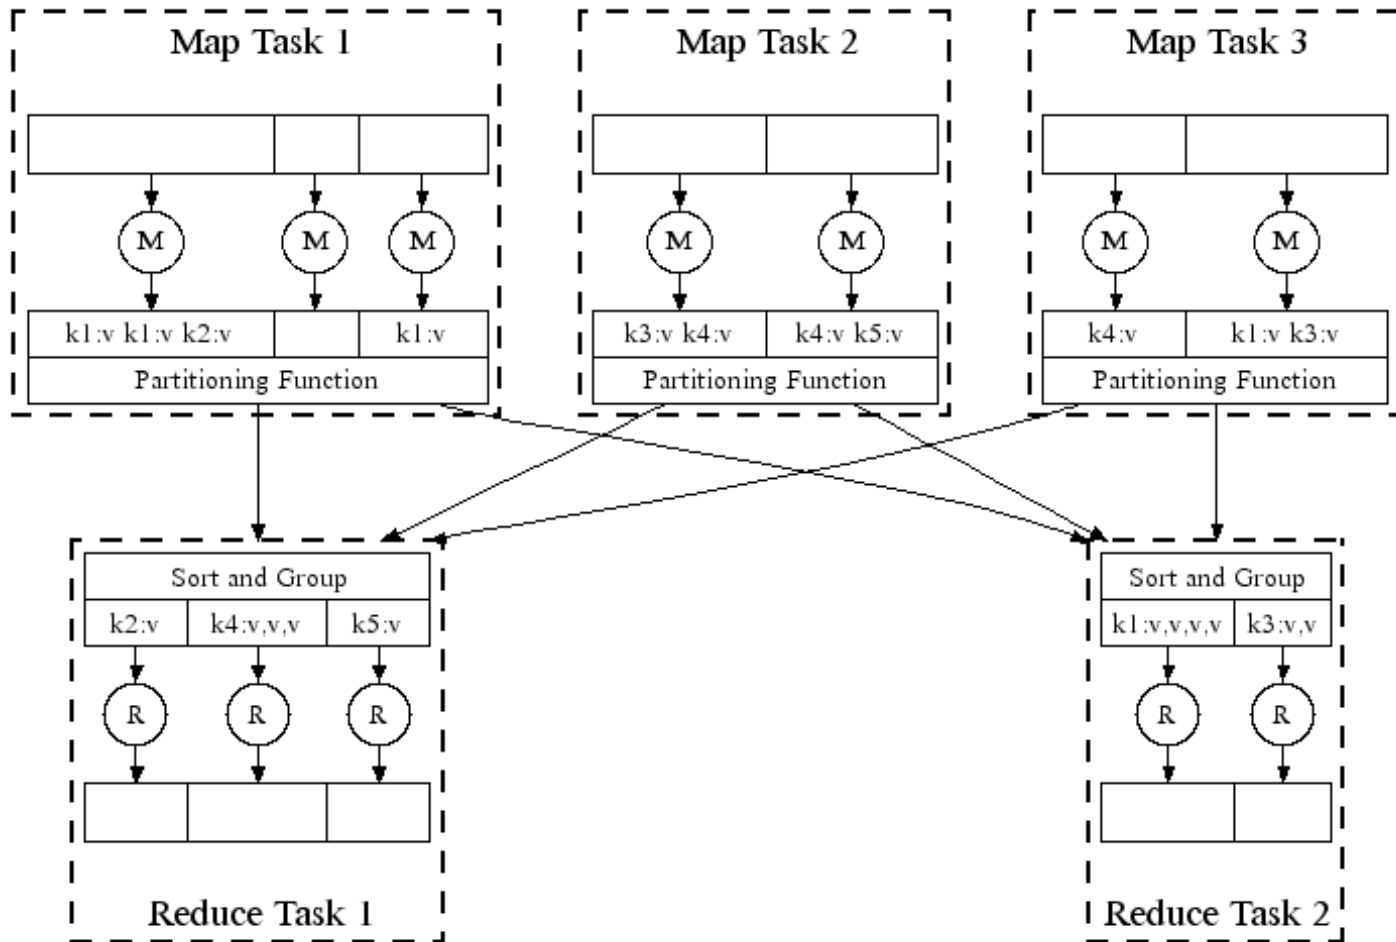 Map Task 1
Map Task 2
Map Task 3
M
M
M
M
M
M
M
k1:v k1:v k2:v
k1:v
k3:v k4:v
k4:v k5:v
k4:v
k1:v k3:v
Partitioning Function
Partitioning Function
Partitioning Function
Sort and Group
Sort and Group
k2:v
k4:v,v,v
k5:v
k1:v,v,v,v
k3:v,v
R
R
R
R
R
Reduce Task 1
Reduce Task 2